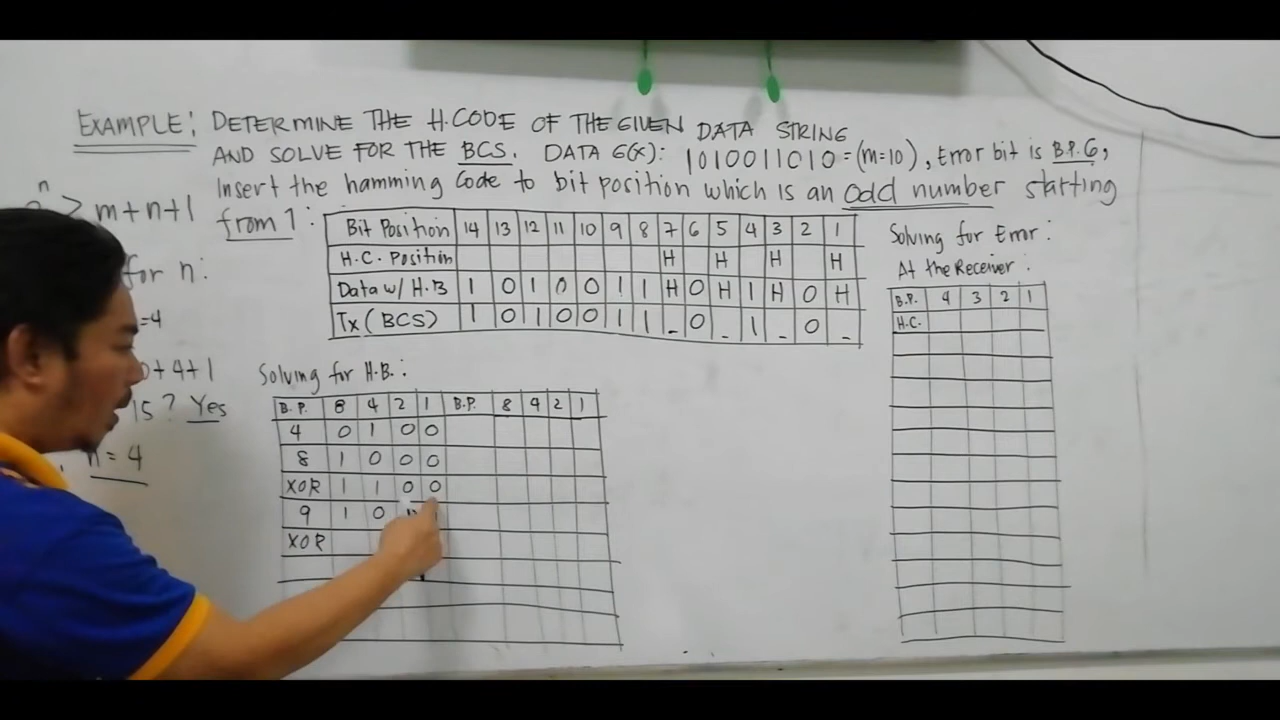 EXAMPLE: DETERMINE THE H.CODE OF THE GIVEN DATA STRING
AND SOLVE FOR THE BCS. DATA G(X): 1010011010 = (m=10), Error bit is B.P.6,
Insert the hamming Code to bit position which is an odd number starting
from 1:
n
> m+n+1
for n:
=4
0+4+1
15? Yes
n = 4
Bit Position 14 13 12 11 10 9 8 7 6 5 4 3 2 1
H.C. Position H H H H
Data w/ H.B 1 0 1 0 0 1 1 H 0 H 1 H 0 H
Tx (BCS) 1 0 1 0 0 1 1 _ 0 _ 1 _ 0 _
Solving for H.B.:
B.P. 8 4 2 1 B.P. 8 4 2 1
4 0 1 0 0
8 1 0 0 0
XOR 1 1 0 0
9 1 0
XOR
Solving for Error:
At the Receiver:
B.P. 4 3 2 1
H.C.